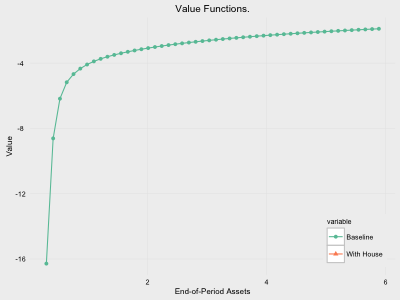 Value Functions.
Value
-4
-8
-12
-16
2
4
6
End-of-Period Assets
variable
Baseline
With House